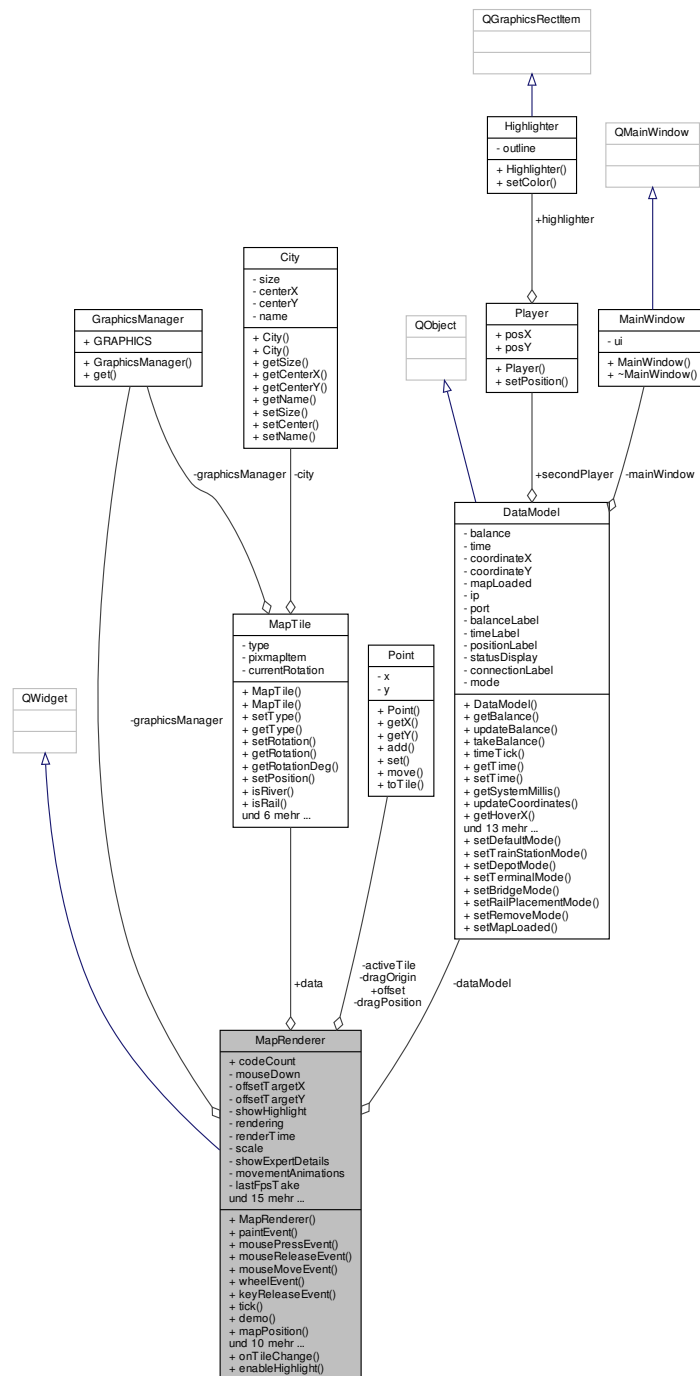 QGraphicsRectItem
Highlighter
- outline
+ Highlighter()
+ setColor()
QMainWindow
+highlighter
City
- size
- centerX
- centerY
- name
+ City()
+ City()
+ getSize()
+ getCenterX()
+ getCenterY()
+ getName()
+ setSize()
+ setCenter()
+ setName()
GraphicsManager
+ GRAPHICS
+ GraphicsManager()
+ get()
QObject
Player
+ posX
+ posY
+ Player()
+ setPosition()
MainWindow
- ui
+ MainWindow()
+ ~MainWindow()
-graphicsManager
-city
+secondPlayer
-mainWindow
DataModel
- balance
- time
- coordinateX
- coordinateY
- mapLoaded
- ip
- port
- balanceLabel
- timeLabel
- positionLabel
- statusDisplay
- connectionLabel
- mode
+ DataModel()
+ getBalance()
+ updateBalance()
+ takeBalance()
+ timeTick()
+ getTime()
+ setTime()
+ getSystemMillis()
+ updateCoordinates()
+ getHoverX()
und 13 mehr ...
+ setDefaultMode()
+ setTrainStationMode()
+ setDepotMode()
+ setTerminalMode()
+ setBridgeMode()
+ setRailPlacementMode()
+ setRemoveMode()
+ setMapLoaded()
MapTile
- type
- pixmapItem
- currentRotation
+ MapTile()
+ MapTile()
+ setType()
+ getType()
+ setRotation()
+ getRotation()
+ getRotationDeg()
+ setPosition()
+ isRiver()
+ isRail()
und 6 mehr ...
Point
- x
- y
+ Point()
+ getX()
+ getY()
+ add()
+ set()
+ move()
+ toTile()
QWidget
-graphicsManager
+data
-activeTile
-dragOrigin
+offset
-dragPosition
-dataModel
MapRenderer
+ codeCount
- mouseDown
- offsetTargetX
- offsetTargetY
- showHighlight
- rendering
- renderTime
- scale
- showExpertDetails
- movementAnimations
- lastFpsTake
und 15 mehr ...
+ MapRenderer()
+ paintEvent()
+ mousePressEvent()
+ mouseReleaseEvent()
+ mouseMoveEvent()
+ wheelEvent()
+ keyReleaseEvent()
+ tick()
+ demo()
+ mapPosition()
und 10 mehr ...
+ onTileChange()
+ enableHighlight()